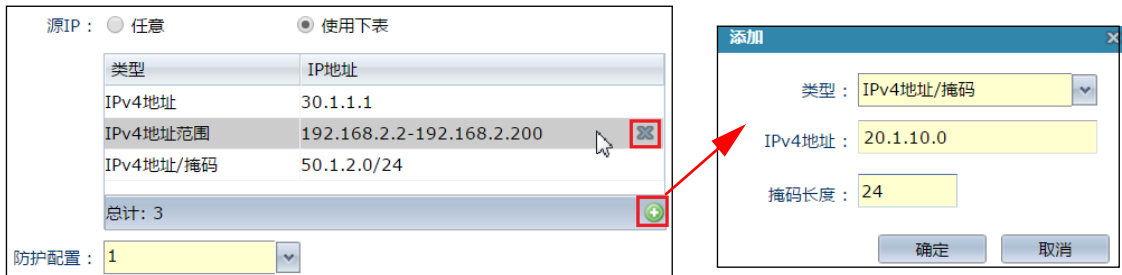 源IP： 任意 使用下表
类型 IP地址
IPv4地址 30.1.1.1
IPv4地址范围 192.168.2.2-192.168.2.200
IPv4地址/掩码 50.1.2.0/24
总计: 3
防护配置： 1
添加
类型： IPv4地址/掩码
IPv4地址： 20.1.10.0
掩码长度： 24
确定 取消